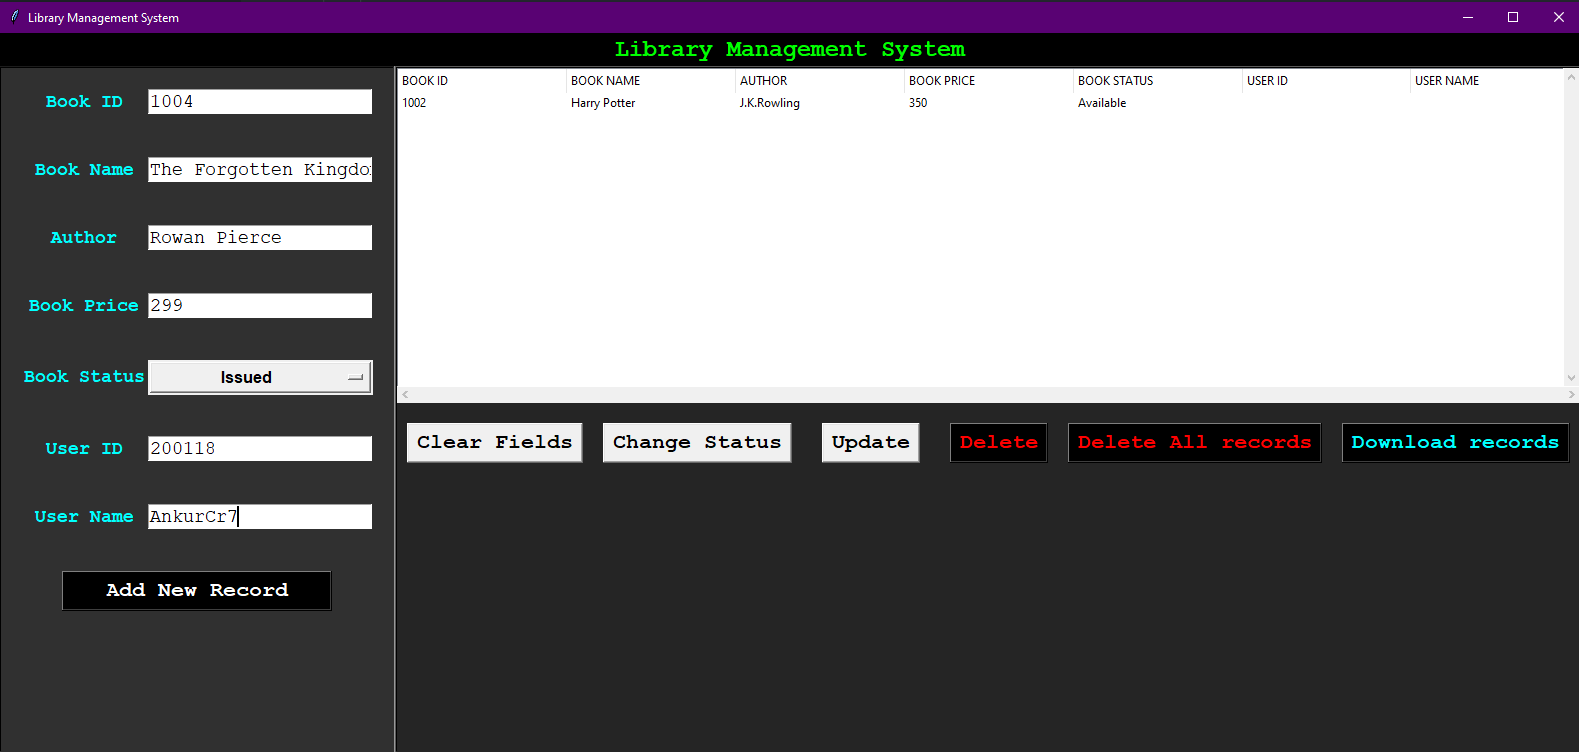 Library Management System
Library Management System
Book ID 1004
Book Name The Forgotten Kingdo
Author Rowan Pierce
Book Price 299
Book Status Issued
User ID 200118
User Name AnkurCr7
Add New Record
BOOK ID BOOK NAME AUTHOR BOOK PRICE BOOK STATUS USER ID USER NAME
1002 Harry Potter J.K.Rowling 350 Available
Clear Fields Change Status Update Delete Delete All records Download records